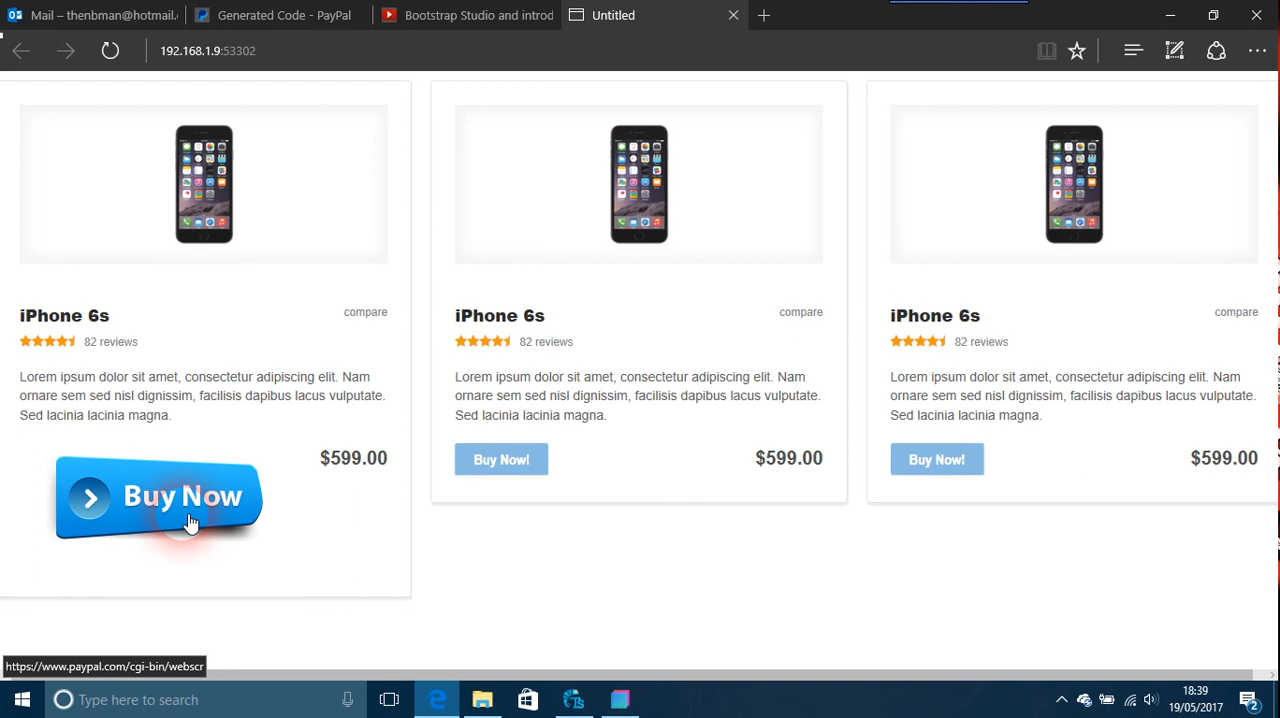 Mail – thenbman@hotmail.
Generated Code - PayPal
Bootstrap Studio and introd
Untitled
192.168.1.9:53302
iPhone 6s
compare
82 reviews
Lorem ipsum dolor sit amet, consectetur adipiscing elit. Nam
ornare sem sed nisl dignissim, facilisis dapibus lacus vulputate.
Sed lacinia lacinia magna.
$599.00
Buy Now
iPhone 6s
compare
82 reviews
Lorem ipsum dolor sit amet, consectetur adipiscing elit. Nam
ornare sem sed nisl dignissim, facilisis dapibus lacus vulputate.
Sed lacinia lacinia magna.
Buy Now!
$599.00
iPhone 6s
compare
82 reviews
Lorem ipsum dolor sit amet, consectetur adipiscing elit. Nam
ornare sem sed nisl dignissim, facilisis dapibus lacus vulputate.
Sed lacinia lacinia magna.
Buy Now!
$599.00
https://www.paypal.com/cgi-bin/webscr
Type here to search
18:39
19/05/2017
2